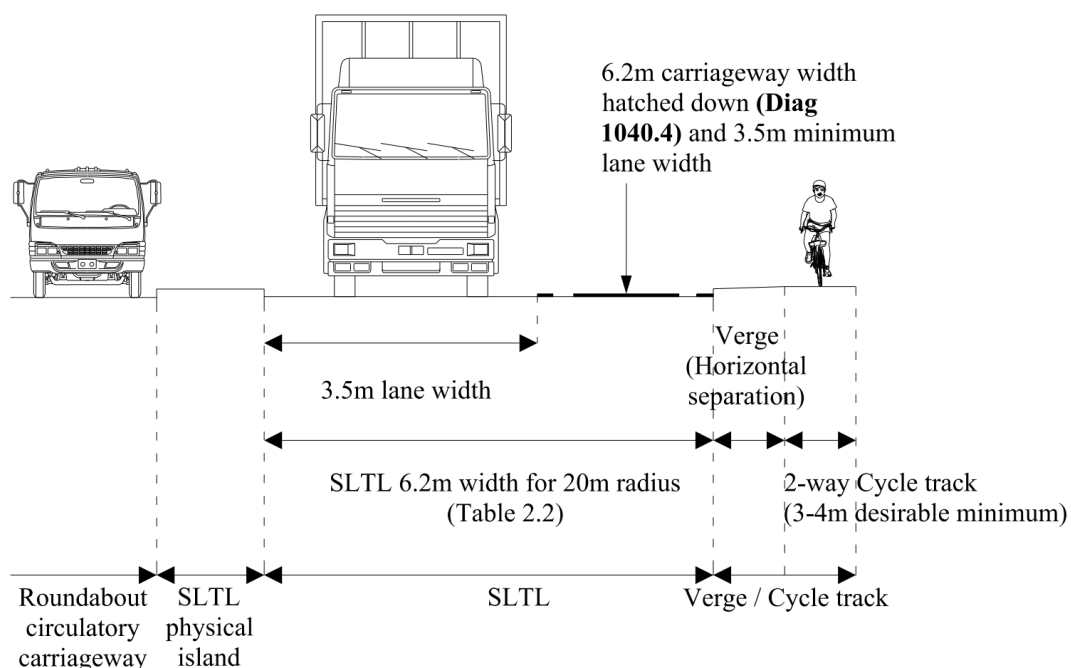 6.2m carriageway width
hatched down (Diag
1040.4) and 3.5m minimum
lane width
3.5m lane width
Verge
(Horizontal
separation)
SLTL 6.2m width for 20m radius
(Table 2.2)
2-way Cycle track
(3-4m desirable minimum)
Roundabout
circulatory
carriageway
SLTL
physical
island
SLTL
Verge / Cycle track